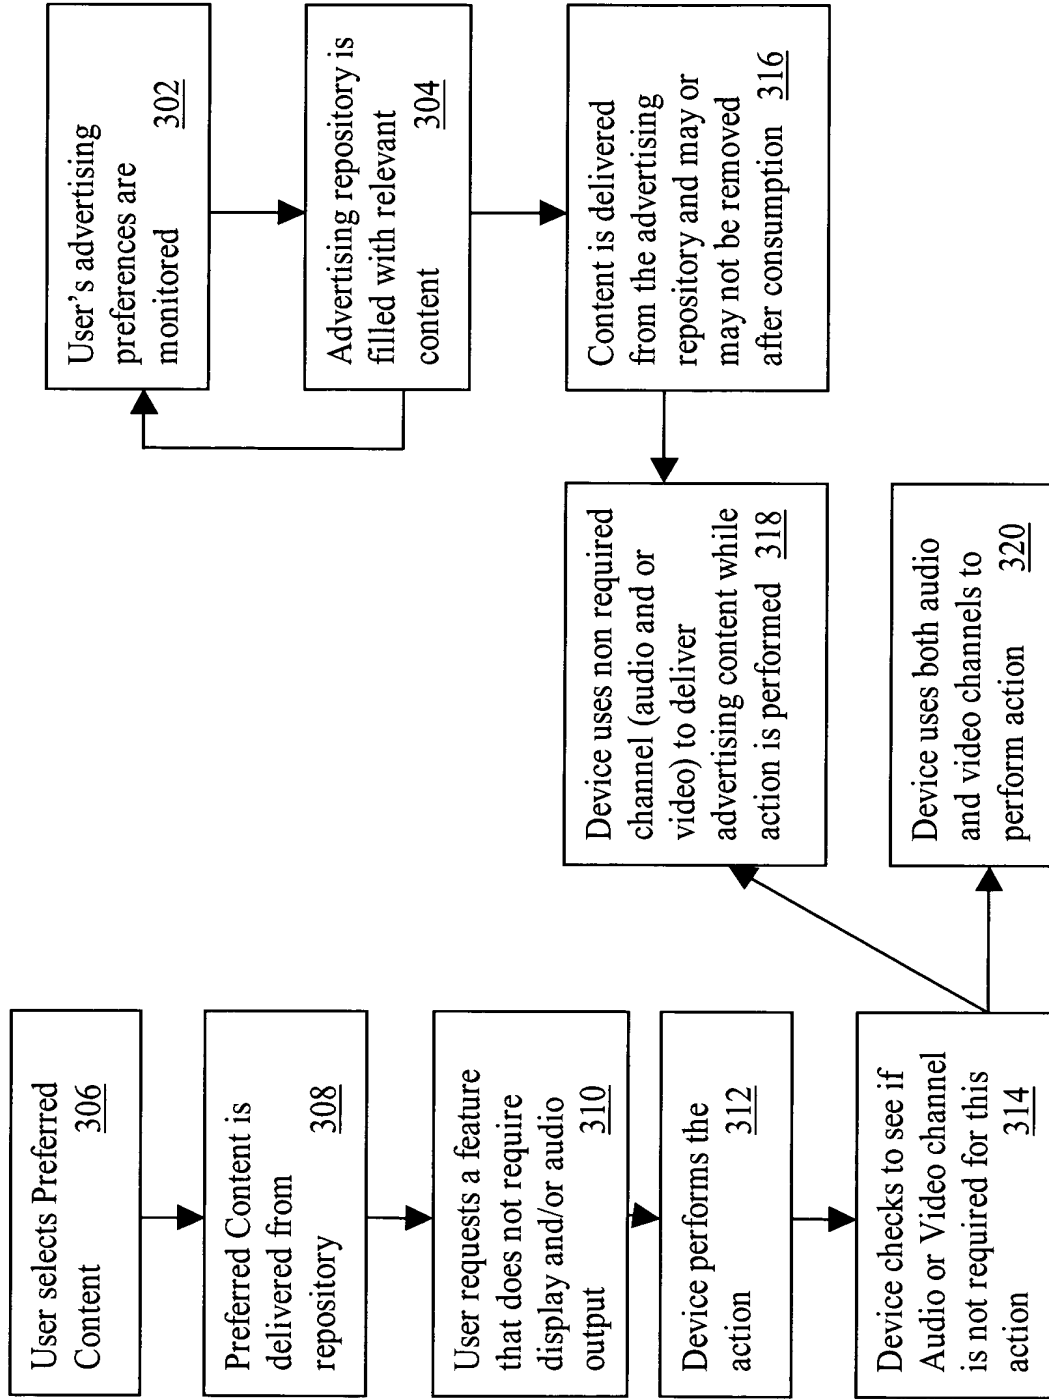 User's advertising
preferences are
monitored 302
Advertising repository is
filled with relevant
content 304
Content is delivered
from the advertising
repository and may or
may not be removed
after consumption 316
Device uses non required
channel (audio and or
video) to deliver
advertising content while
action is performed 318
Device uses both audio
and video channels to
perform action 320
User selects Preferred
Content 306
Preferred Content is
delivered from
repository 308
User requests a feature
that does not require
display and/or audio
output 310
Device performs the
action 312
Device checks to see if
Audio or Video channel
is not required for this
action 314